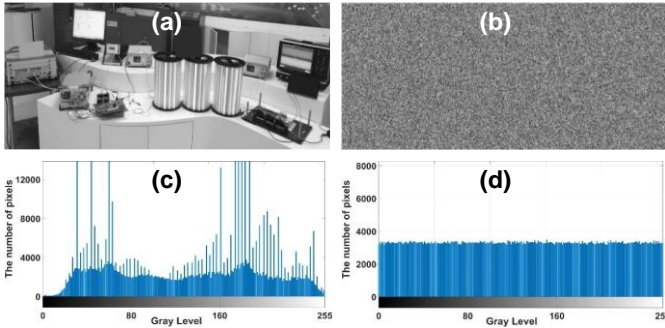 (a)
(b)
(c)
The number of pixels
12000
8000
4000
0
0 80 160 255
Gray Level
(d)
The number of pixels
8000
6000
4000
2000
0
0 80 160 255
Gray Level